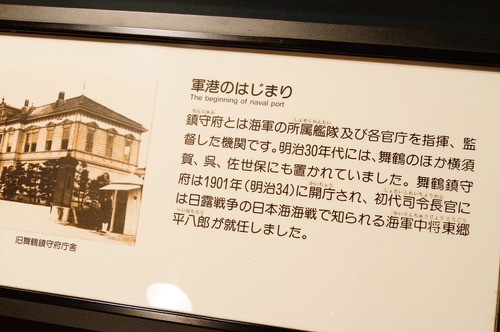 軍港のはじまり
The beginning of naval port
鎮守府とは海軍の所属艦隊及び各官庁を指揮、監
督した機関です。明治30年代には、舞鶴のほか横須
賀、呉、佐世保にも置かれていました。舞鶴鎮守
府は1901年(明治34)に開庁され、初代司令長官に
は日露戦争の日本海海戦で知られる海軍中将東郷
平八郎が就任しました。
旧舞鶴鎮守府庁舎